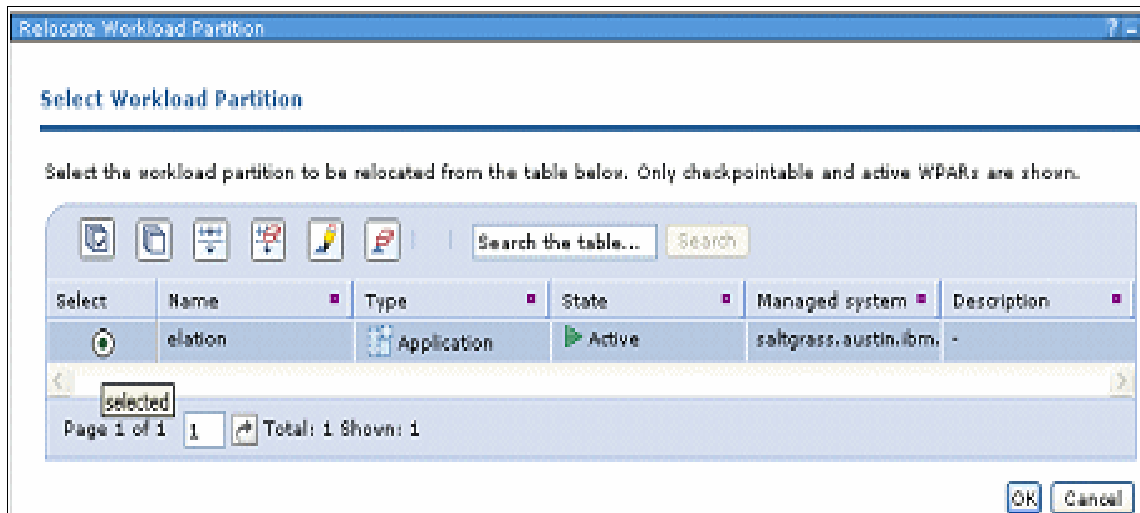 Relocate Workload Partition ? –
Select Workload Partition
Select the workload partition to be relocated from the table below. Only checkpointable and active WPARs are shown.
Search the table... Search
Select Name Type State Managed system Description
elation Application Active saltgrass.austin.ibm. -
selected
Page 1 of 1 1 Total: 1 Shown: 1
OK Cancel